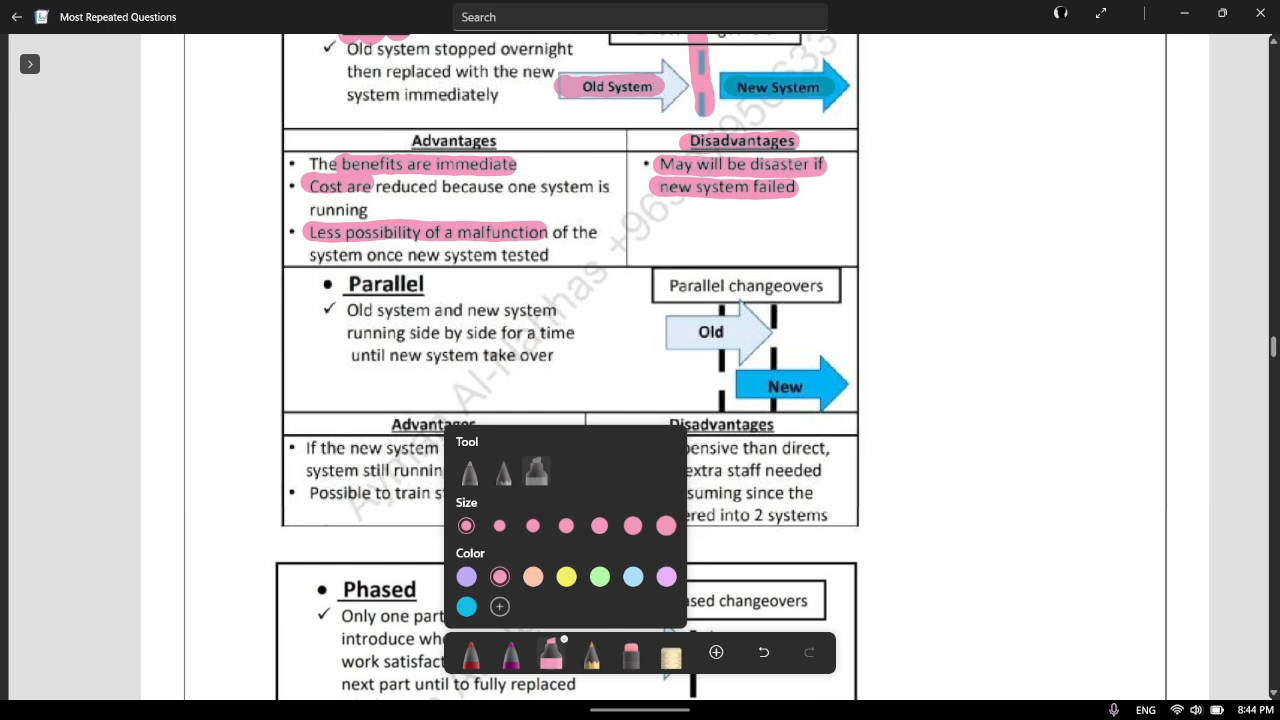 Most Repeated Questions
Search
✓ Old system stopped overnight
then replaced with the new
system immediately
Old System
New System
Advantages
Disadvantages
• The benefits are immediate
• Cost are reduced because one system is
running
• Less possibility of a malfunction of the
system once new system tested
• May will be disaster if
new system failed
• Parallel
✓ Old system and new system
running side by side for a time
until new system take over
Parallel changeovers
Old
New
Advantages
Disadvantages
• If the new system
system still runnin
• Possible to train st
pensive than direct,
extra staff needed
suming since the
ered into 2 systems
Tool
Size
Color
• Phased
✓ Only one part
introduce whe
work satisfact
next part until to fully replaced
ased changeovers
Ayman Al-Nahhas +963
956633
ENG
8:44 PM